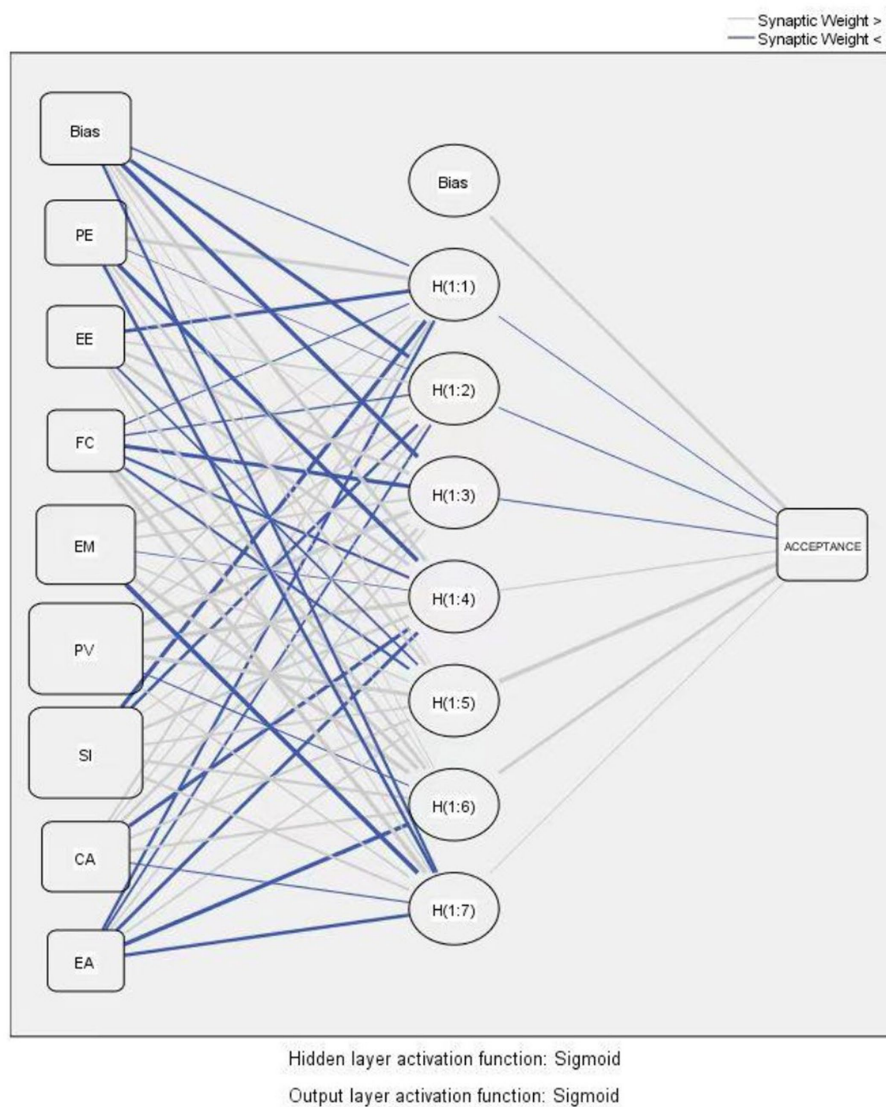 Synaptic Weight >
Synaptic Weight <
Bias
PE
EE
FC
EM
PV
SI
CA
EA
Bias
H(1:1)
H(1:2)
H(1:3)
H(1:4)
H(1:5)
H(1:6)
H(1:7)
ACCEPTANCE
Hidden layer activation function: Sigmoid
Output layer activation function: Sigmoid